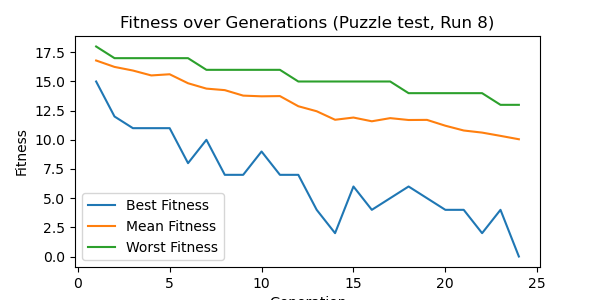 Fitness over Generations (Puzzle test, Run 8)
Fitness
17.5
15.0
12.5
10.0
7.5
5.0
2.5
0.0
Best Fitness
Mean Fitness
Worst Fitness
0 5 10 15 20 25
Generation